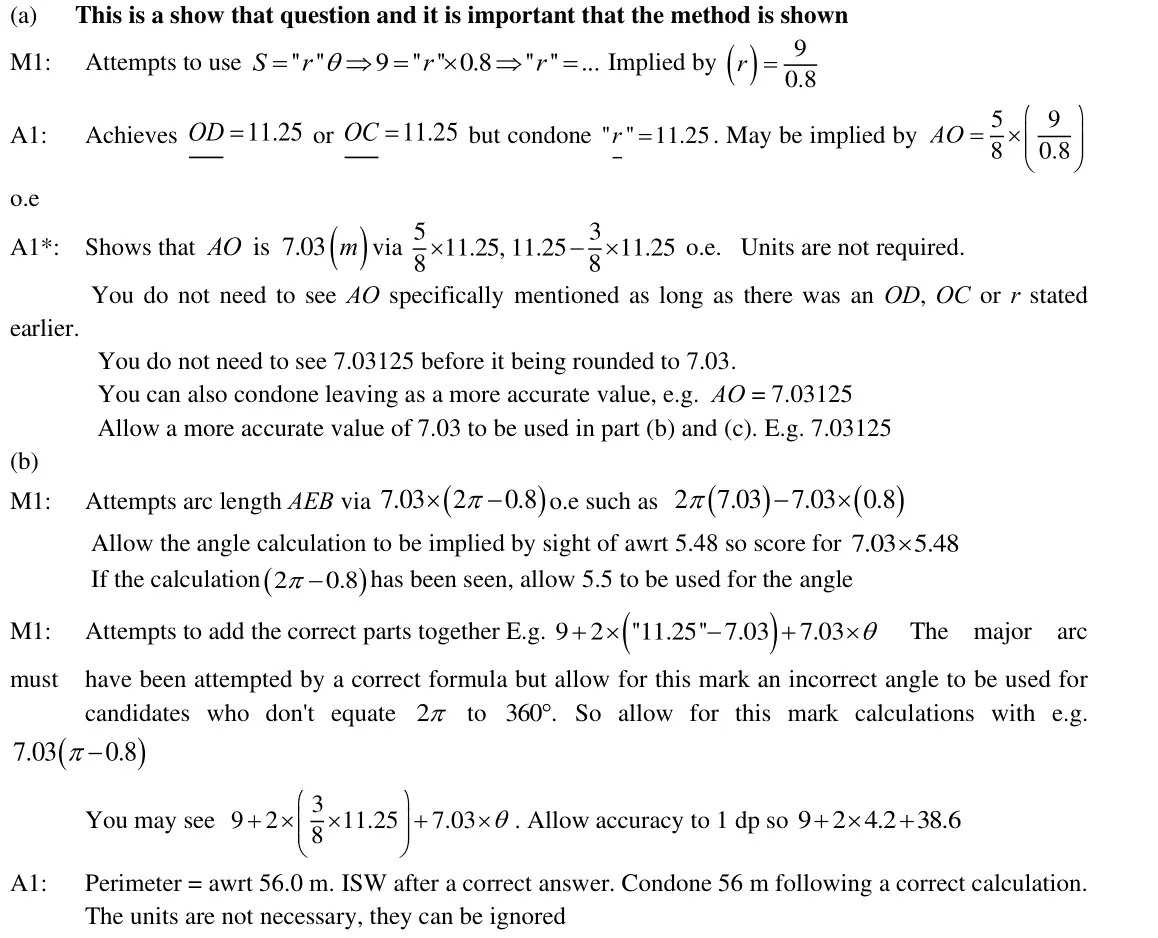 (a) This is a show that question and it is important that the method is shown
M1: Attempts to use S = "r"θ ⇒ 9 = "r"×0.8 ⇒ "r" = ... Implied by (r) = 9/0.8
A1: Achieves OD = 11.25 or OC = 11.25 but condone "r" = 11.25. May be implied by AO = 5/8 × (9/0.8)
o.e
A1*: Shows that AO is 7.03(m) via 5/8 ×11.25, 11.25 − 3/8 ×11.25 o.e. Units are not required.
You do not need to see AO specifically mentioned as long as there was an OD, OC or r stated
earlier.
You do not need to see 7.03125 before it being rounded to 7.03.
You can also condone leaving as a more accurate value, e.g. AO = 7.03125
Allow a more accurate value of 7.03 to be used in part (b) and (c). E.g. 7.03125
(b)
M1: Attempts arc length AEB via 7.03×(2π − 0.8) o.e such as 2π(7.03) − 7.03×(0.8)
Allow the angle calculation to be implied by sight of awrt 5.48 so score for 7.03×5.48
If the calculation (2π − 0.8) has been seen, allow 5.5 to be used for the angle
M1: Attempts to add the correct parts together E.g. 9 + 2×("11.25" − 7.03) + 7.03×θ The major arc
must have been attempted by a correct formula but allow for this mark an incorrect angle to be used for
candidates who don't equate 2π to 360°. So allow for this mark calculations with e.g.
7.03(π − 0.8)
You may see 9 + 2×(3/8 ×11.25) + 7.03×θ. Allow accuracy to 1 dp so 9 + 2×4.2 + 38.6
A1: Perimeter = awrt 56.0 m. ISW after a correct answer. Condone 56 m following a correct calculation.
The units are not necessary, they can be ignored